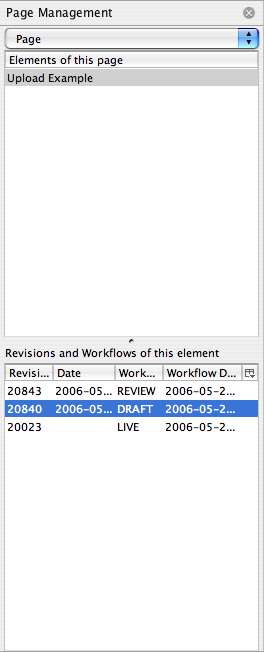 Page Management
Page
Elements of this page
Upload Example
Revisions and Workflows of this element
Revisi... Date Work... Workflow D...
20843 2006-05... REVIEW 2006-05-2...
20840 2006-05... DRAFT 2006-05-2...
20023 LIVE 2006-05-2...